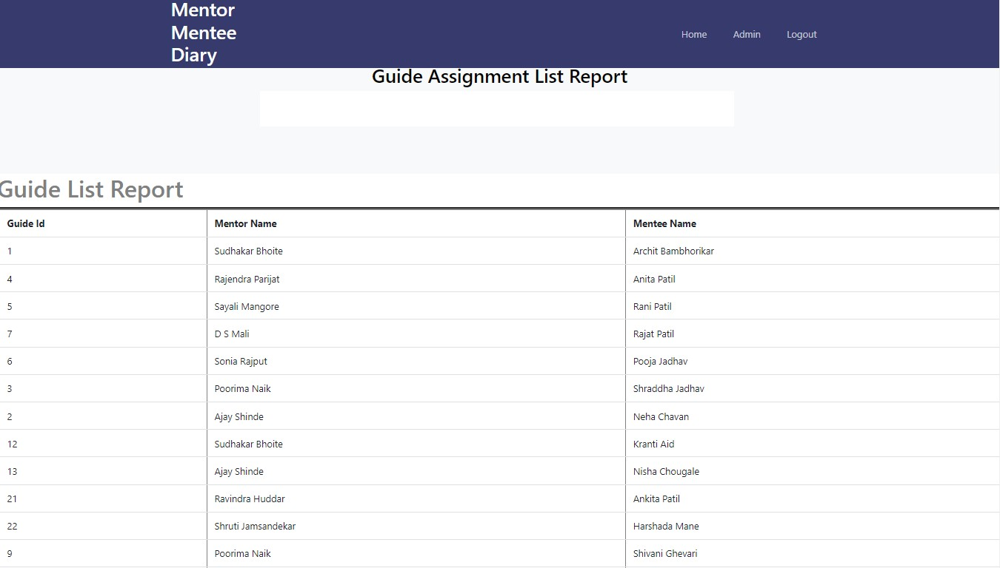 Mentor
Mentee
Diary
Home Admin Logout
Guide Assignment List Report
Guide List Report
Guide Id Mentor Name Mentee Name
1 Sudhakar Bhoite Archit Bambhorikar
4 Rajendra Parijat Anita Patil
5 Sayali Mangore Rani Patil
7 D S Mali Rajat Patil
6 Sonia Rajput Pooja Jadhav
3 Poorima Naik Shraddha Jadhav
2 Ajay Shinde Neha Chavan
12 Sudhakar Bhoite Kranti Aid
13 Ajay Shinde Nisha Chougale
21 Ravindra Huddar Ankita Patil
22 Shruti Jamsandekar Harshada Mane
9 Poorima Naik Shivani Ghevari